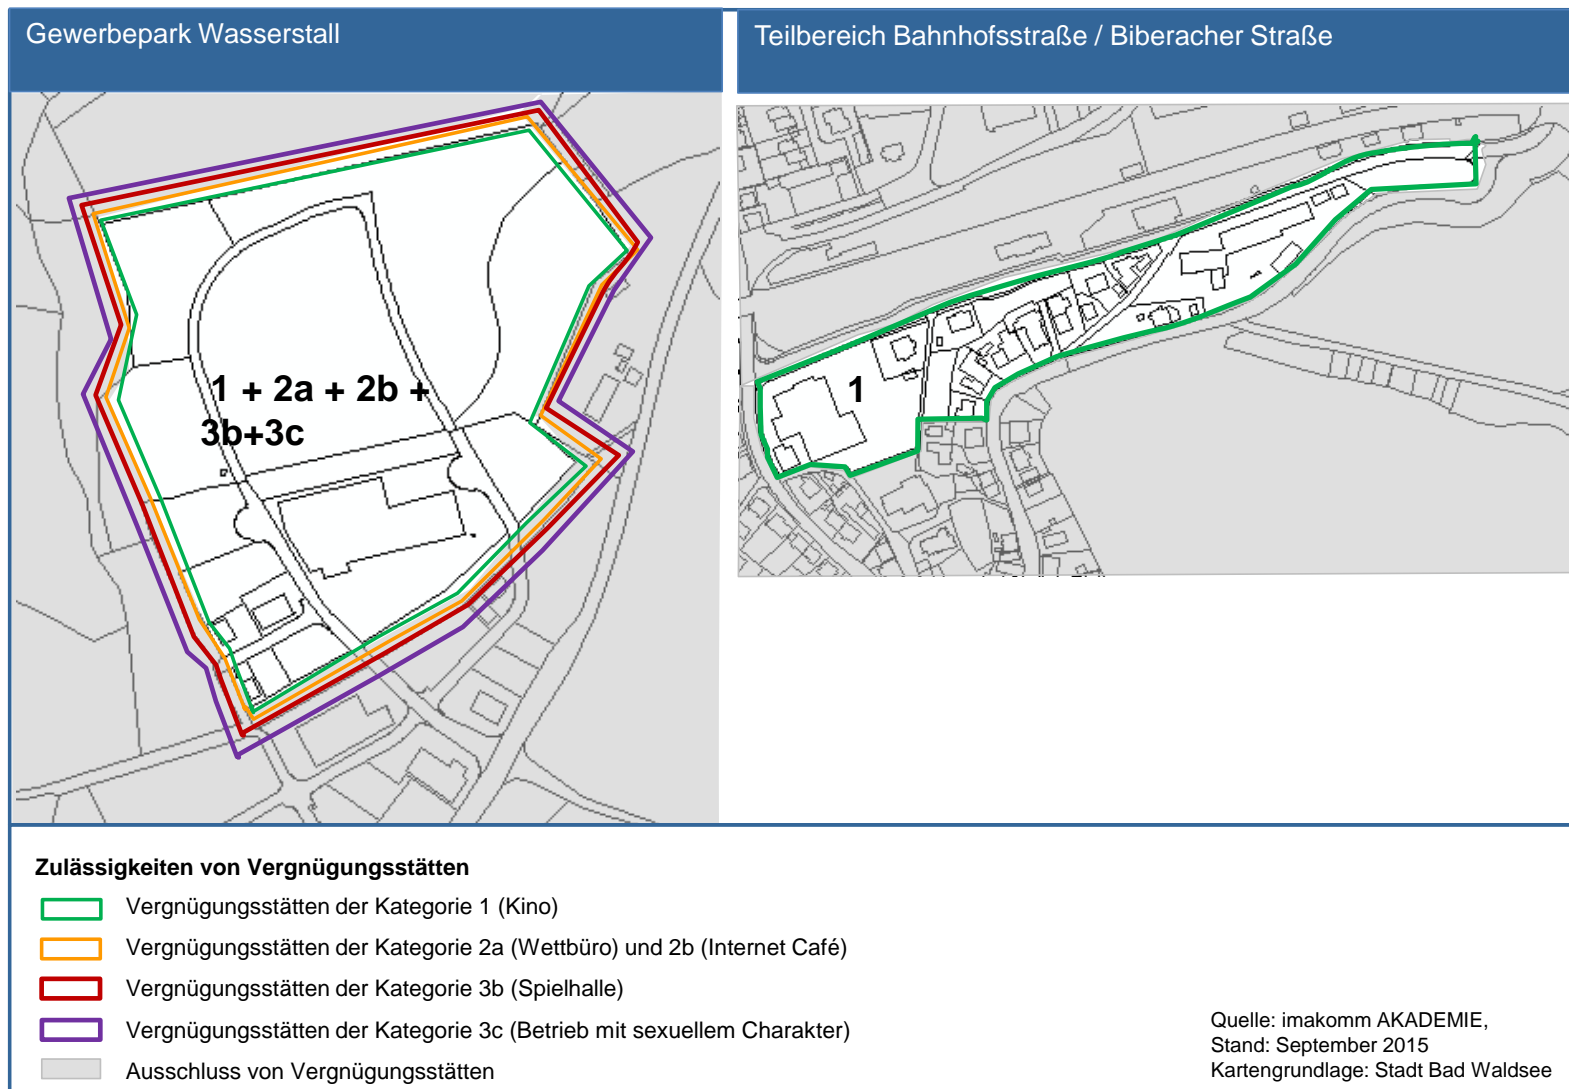 Gewerbepark Wasserstall
Teilbereich Bahnhofsstraße / Biberacher Straße
1 + 2a + 2b +
3b+3c
1
Zulässigkeiten von Vergnügungsstätten
Vergnügungsstätten der Kategorie 1 (Kino)
Vergnügungsstätten der Kategorie 2a (Wettbüro) und 2b (Internet Café)
Vergnügungsstätten der Kategorie 3b (Spielhalle)
Vergnügungsstätten der Kategorie 3c (Betrieb mit sexuellem Charakter)
Ausschluss von Vergnügungsstätten
Quelle: imakomm AKADEMIE,
Stand: September 2015
Kartengrundlage: Stadt Bad Waldsee